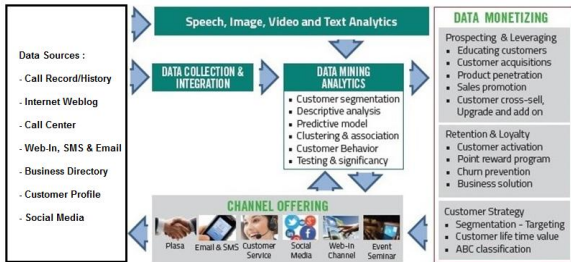 Speech, Image, Video and Text Analytics
Data Sources :
- Call Record/History
- Internet Weblog
- Call Center
- Web-In, SMS & Email
- Business Directory
- Customer Profile
- Social Media
DATA COLLECTION &
INTEGRATION
DATA MINING
ANALYTICS
▪ Customer segmentation
▪ Descriptive analysis
▪ Predictive model
▪ Clustering & association
▪ Customer Behavior
▪ Testing & significancy
CHANNEL OFFERING
Plasa
Email & SMS
Customer
Service
Social
Media
Web-In
Channel
Event
Seminar
DATA MONETIZING
Prospecting & Leveraging
▪ Educating customers
▪ Customer acquisitions
▪ Product penetration
▪ Sales promotion
▪ Customer cross-sell,
Upgrade and add on
Retention & Loyalty
▪ Customer activation
▪ Point reward program
▪ Churn prevention
▪ Business solution
Customer Strategy
▪ Segmentation - Targeting
▪ Customer life time value
▪ ABC classification